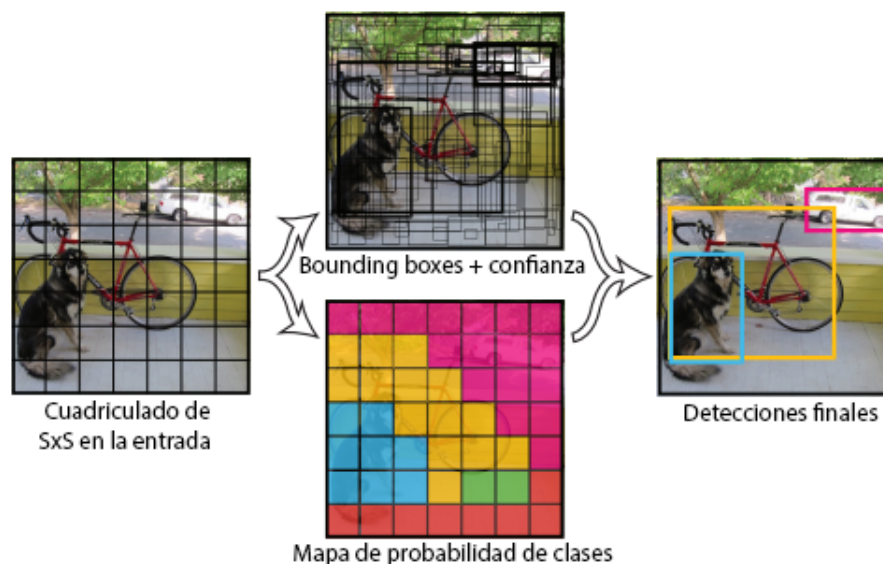 Bounding boxes + confianza
Cuadriculado de
SxS en la entrada
Detecciones finales
Mapa de probabilidad de clases